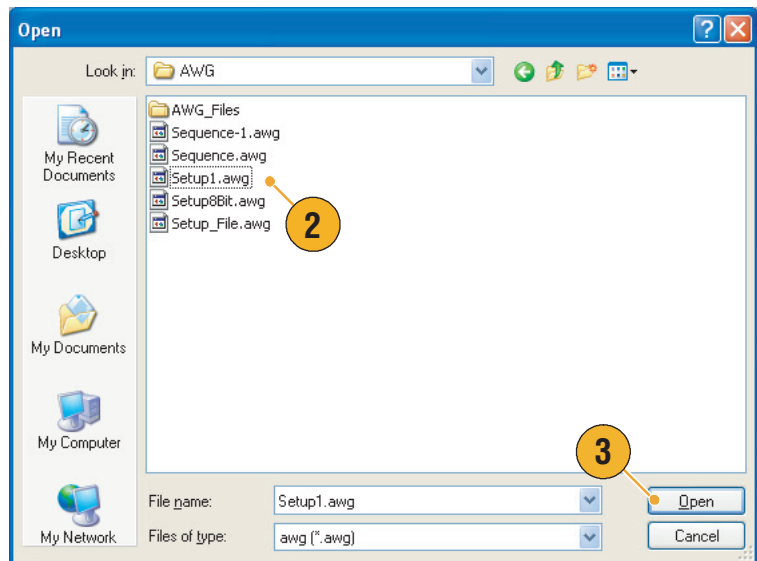 Open
Look in:
AWG
My Recent
Documents
Desktop
My Documents
My Computer
My Network
AWG_Files
Sequence-1.awg
Sequence.awg
Setup1.awg
Setup8Bit.awg
Setup_File.awg
2
3
File name:
Setup1.awg
Open
Files of type:
awg (*.awg)
Cancel